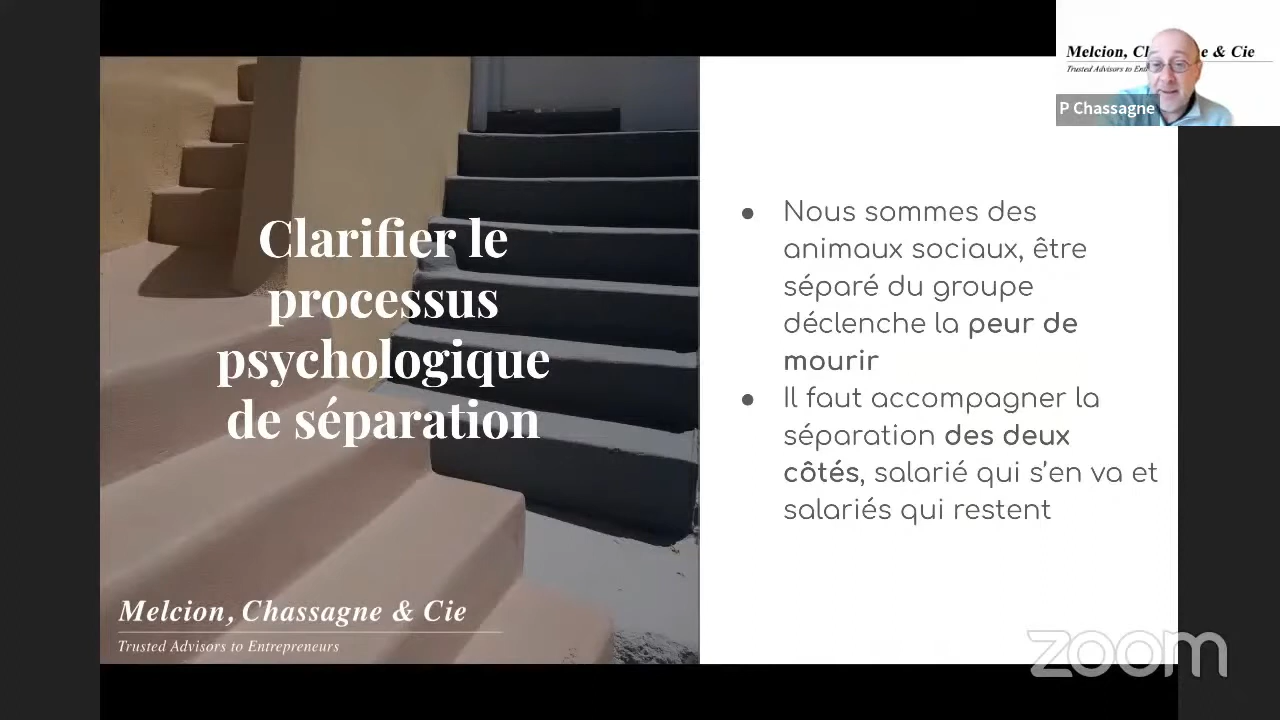 Melcion, Ch e & Cie
Trusted Advisors to
P Chassagne
Clarifier le
processus
psychologique
de séparation
Nous sommes des
animaux sociaux, être
séparé du groupe
déclenche la peur de
mourir
Il faut accompagner la
séparation des deux
côtés, salarié qui s'en va et
salariés qui restent
Melcion, Chassagne & Cie
Trusted Advisors to Entrepreneurs
zoom